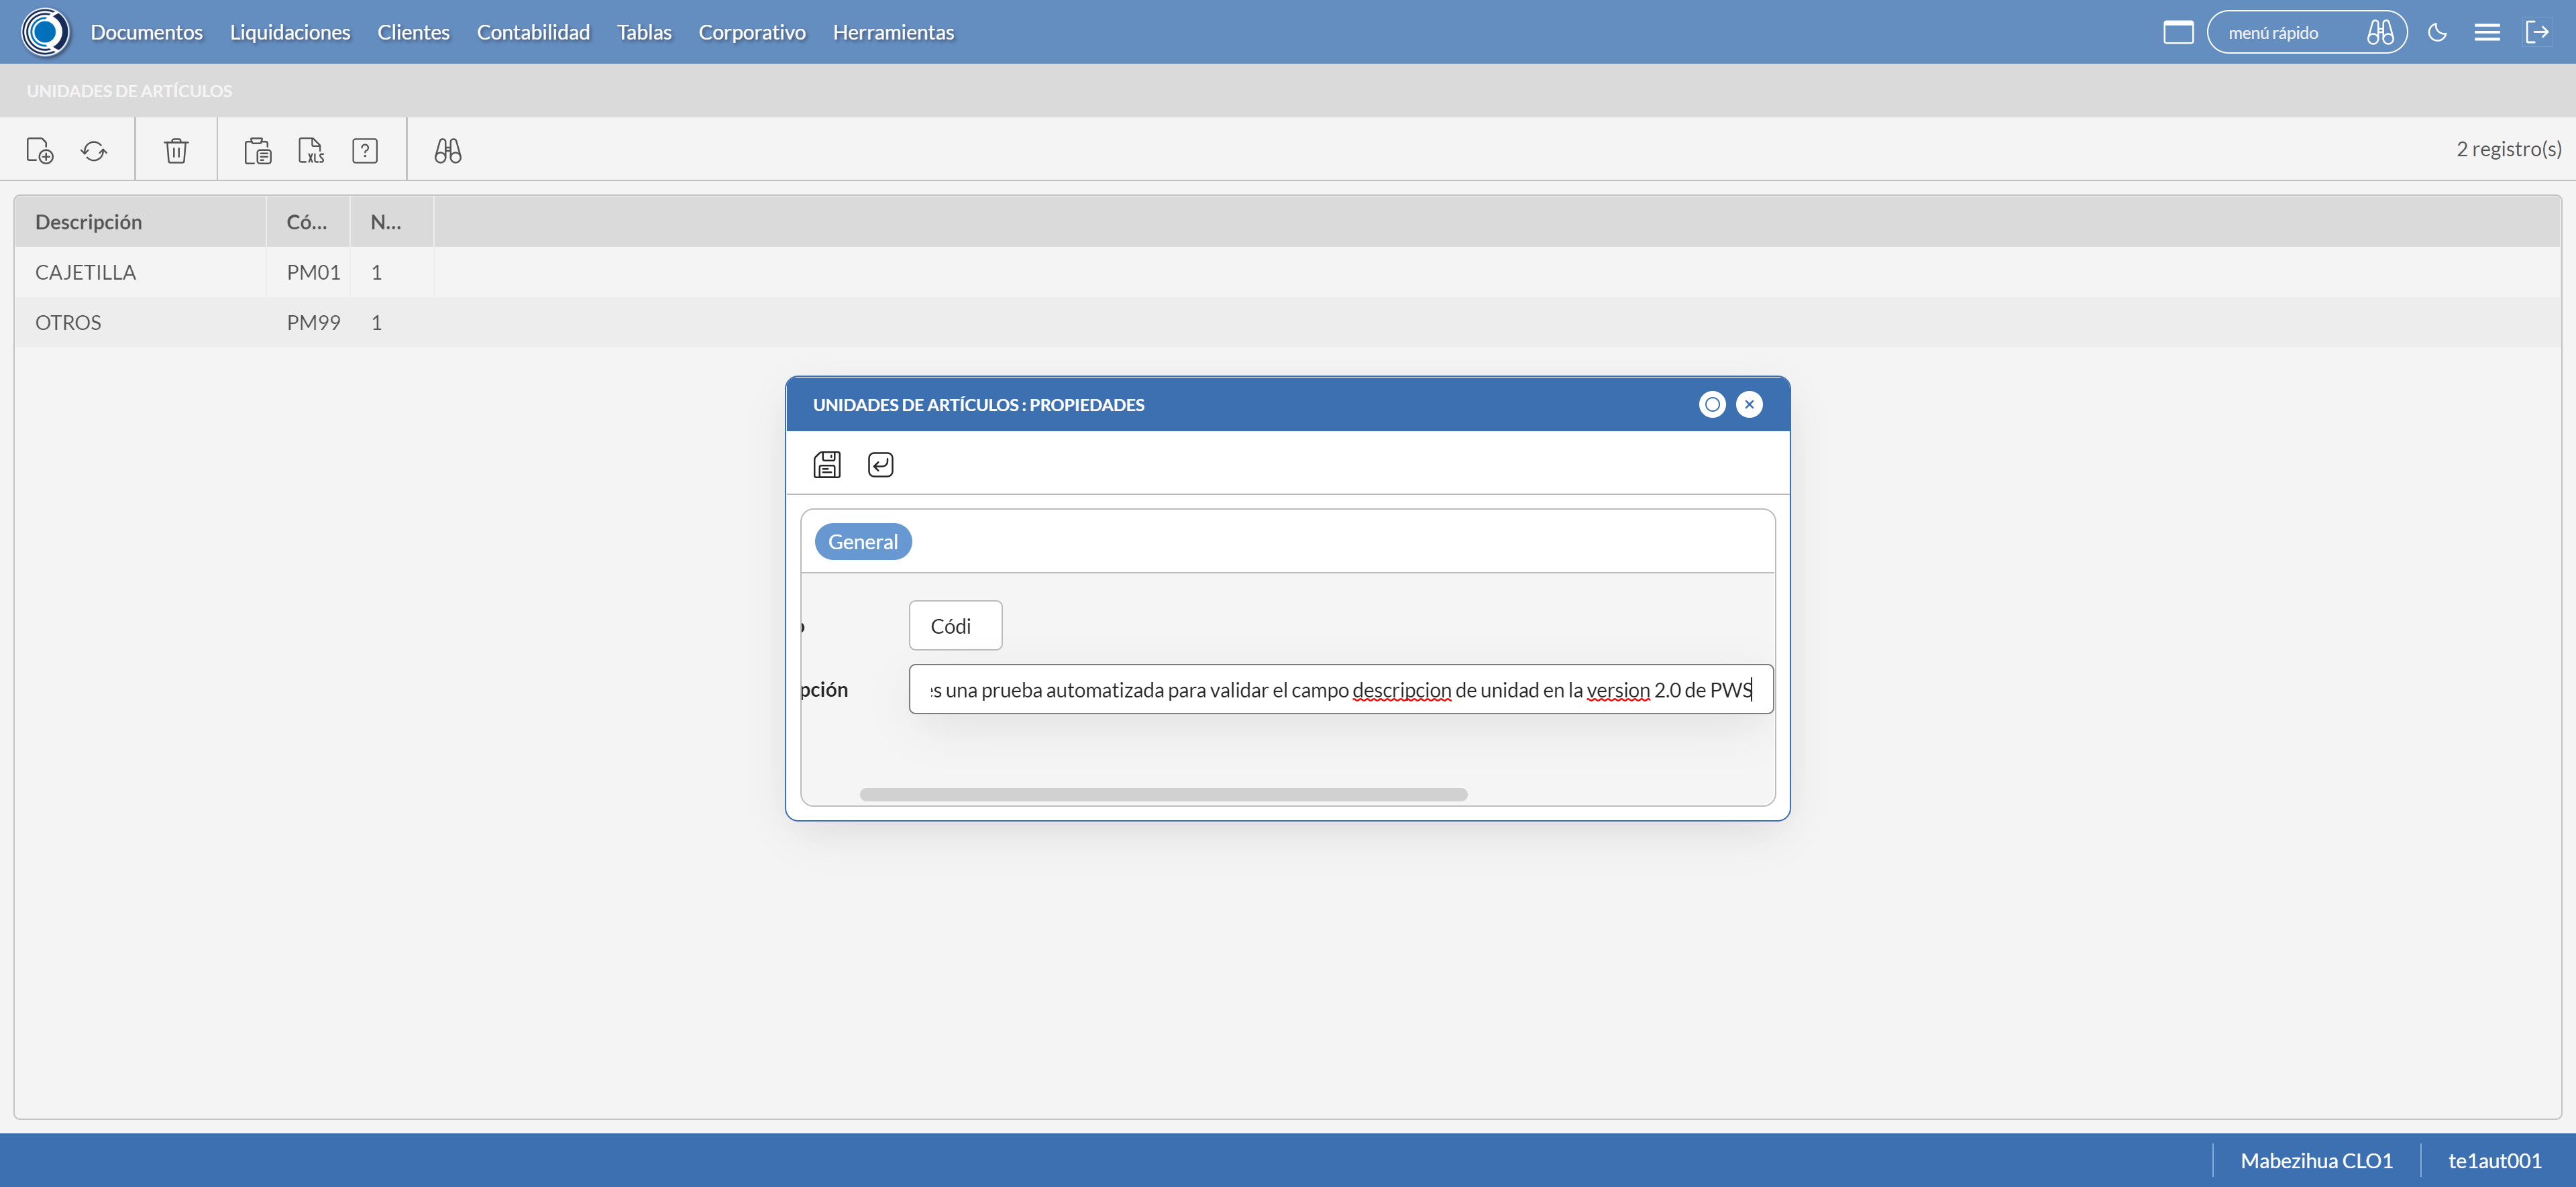 Documentos Liquidaciones Clientes Contabilidad Tablas Corporativo Herramientas menú rápido
UNIDADES DE ARTÍCULOS
XLS ? 2 registro(s)
Descripción Có... N...
CAJETILLA PM01 1
OTROS PM99 1
UNIDADES DE ARTÍCULOS : PROPIEDADES
General
Códi
pción es una prueba automatizada para validar el campo descripcion de unidad en la version 2.0 de PWS
Mabezihua CLO1 te1aut001